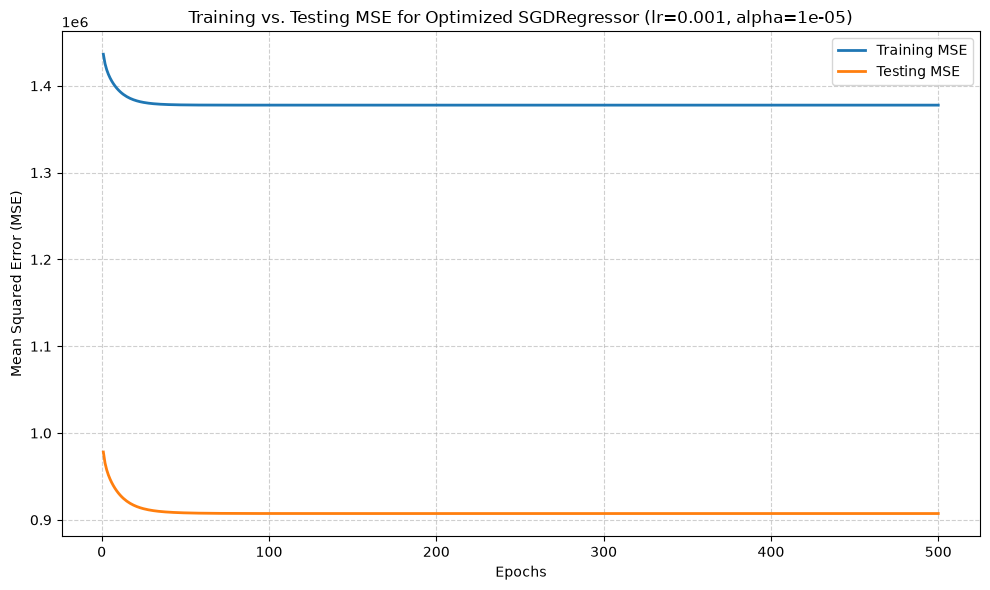 Training vs. Testing MSE for Optimized SGDRegressor (lr=0.001, alpha=1e-05)
1e6
Training MSE
Testing MSE
1.4
1.3
1.2
1.1
1.0
0.9
Mean Squared Error (MSE)
0 100 200 300 400 500
Epochs